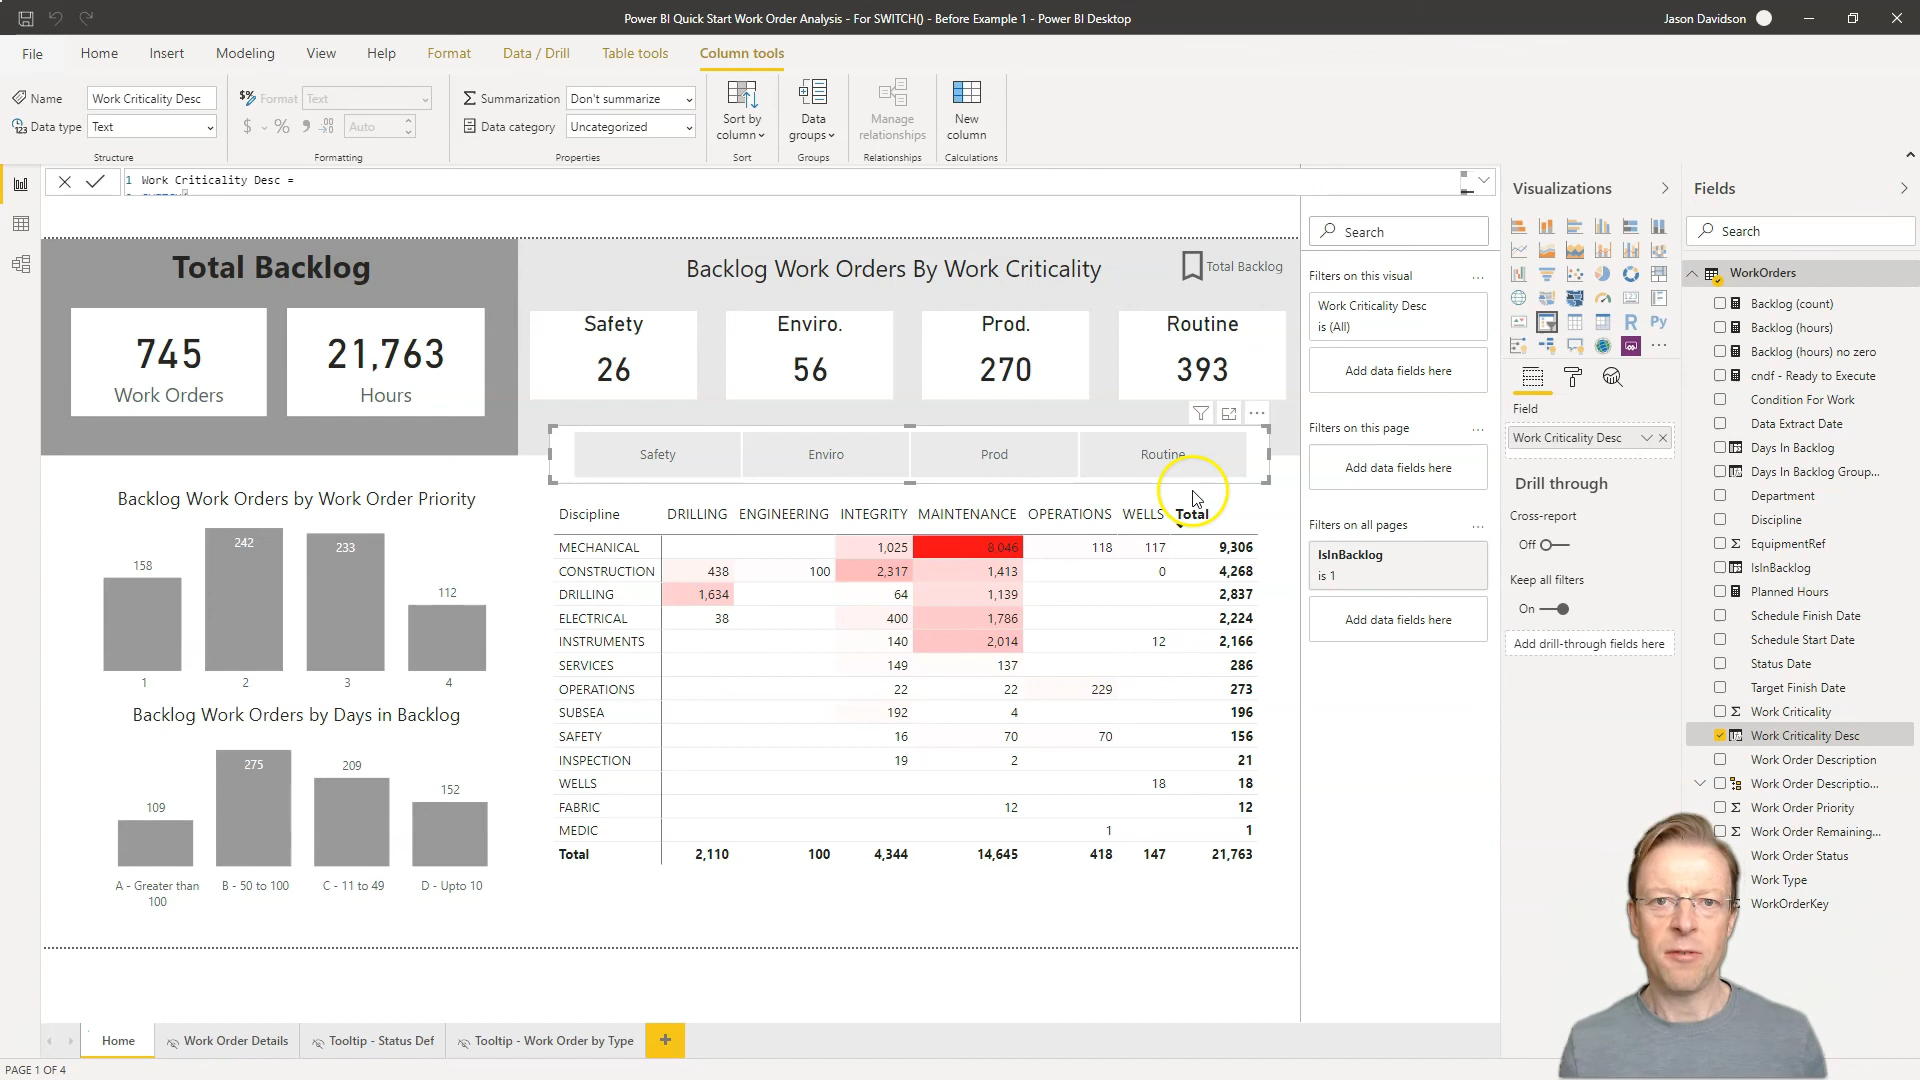 Power BI Quick Start Work Order Analysis - For SWITCH() - Before Example 1 - Power BI Desktop
Jason Davidson
File Home Insert Modeling View Help Format Data / Drill Table tools Column tools
Name Work Criticality Desc
Data type Text
Structure
Format Text
$ % 9 Auto
Formatting
Summarization Don't summarize
Data category Uncategorized
Properties
Sort by
column
Sort
Data
groups
Groups
Manage
relationships
Relationships
New
column
Calculations
1 Work Criticality Desc =
Total Backlog
745
Work Orders
21,763
Hours
Backlog Work Orders By Work Criticality
Total Backlog
Safety
26
Enviro.
56
Prod.
270
Routine
393
Safety Enviro Prod Routine
Backlog Work Orders by Work Order Priority
158 242 233 112
1 2 3 4
Backlog Work Orders by Days in Backlog
109 275 209 152
A - Greater than
100
B - 50 to 100
C - 11 to 49
D - Upto 10
Discipline DRILLING ENGINEERING INTEGRITY MAINTENANCE OPERATIONS WELLS Total
MECHANICAL 1,025 8,046 118 117 9,306
CONSTRUCTION 438 100 2,317 1,413 0 4,268
DRILLING 1,634 64 1,139 2,837
ELECTRICAL 38 400 1,786 2,224
INSTRUMENTS 140 2,014 12 2,166
SERVICES 149 137 286
OPERATIONS 22 22 229 273
SUBSEA 192 4 196
SAFETY 16 70 70 156
INSPECTION 19 2 21
WELLS 18 18
FABRIC 12 12
MEDIC 1 1
Total 2,110 100 4,344 14,645 418 147 21,763
Search
Filters on this visual ...
Work Criticality Desc
is (All)
Add data fields here
Filters on this page ...
Add data fields here
Filters on all pages ...
IsInBacklog
is 1
Add data fields here
Visualizations
R Py
...
Field
Work Criticality Desc
Drill through
Cross-report
Off
Keep all filters
On
Add drill-through fields here
Fields
Search
WorkOrders
Backlog (count)
Backlog (hours)
Backlog (hours) no zero
cndf - Ready to Execute
Condition For Work
Data Extract Date
Days In Backlog
Days In Backlog Group...
Department
Discipline
EquipmentRef
IsInBacklog
Planned Hours
Schedule Finish Date
Schedule Start Date
Status Date
Target Finish Date
Work Criticality
Work Criticality Desc
Work Order Description
Work Order Descriptio...
Work Order Priority
Work Order Remaining...
Work Order Status
Work Type
WorkOrderKey
Home Work Order Details Tooltip - Status Def Tooltip - Work Order by Type +
PAGE 1 OF 4